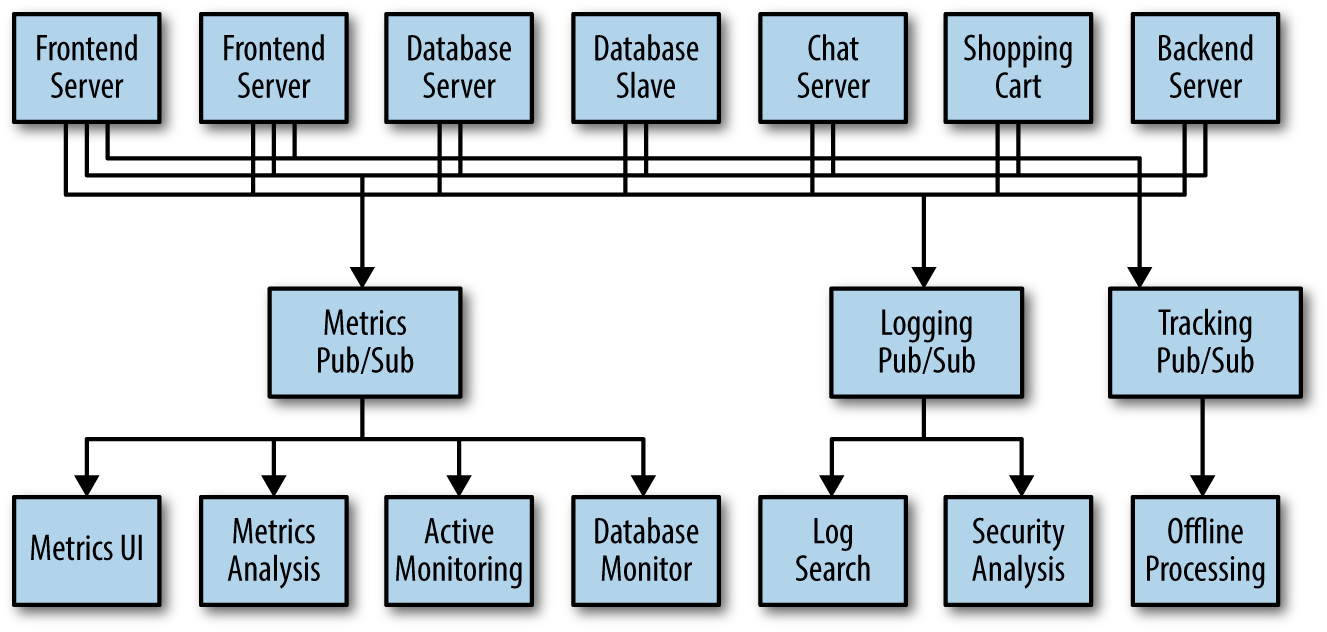 Frontend
Server
Frontend
Server
Database
Server
Database
Slave
Chat
Server
Shopping
Cart
Backend
Server
Metrics
Pub/Sub
Logging
Pub/Sub
Tracking
Pub/Sub
Metrics UI
Metrics
Analysis
Active
Monitoring
Database
Monitor
Log
Search
Security
Analysis
Offline
Processing